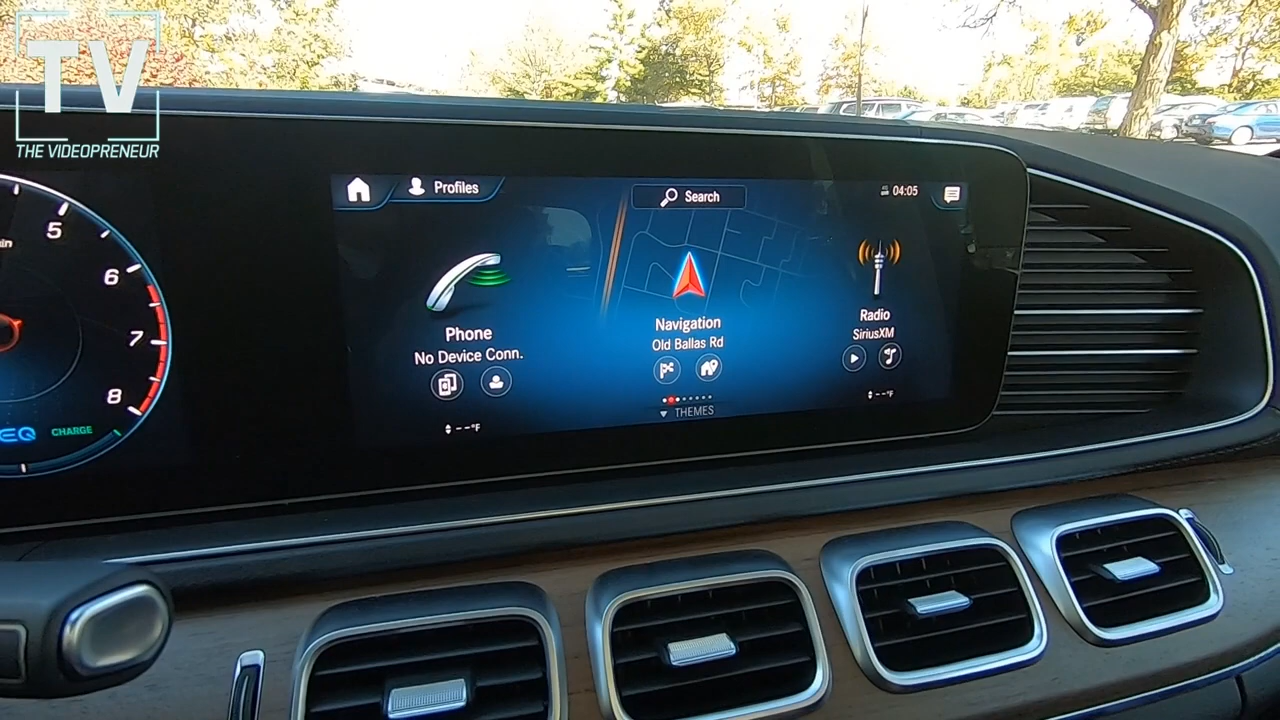 TV
THE VIDEOPRENEUR
Profiles
Search
04:05
5
6
7
8
EQ
CHARGE
Phone
No Device Conn.
Navigation
Old Ballas Rd
Radio
SiriusXM
THEMES
--°F
--°F